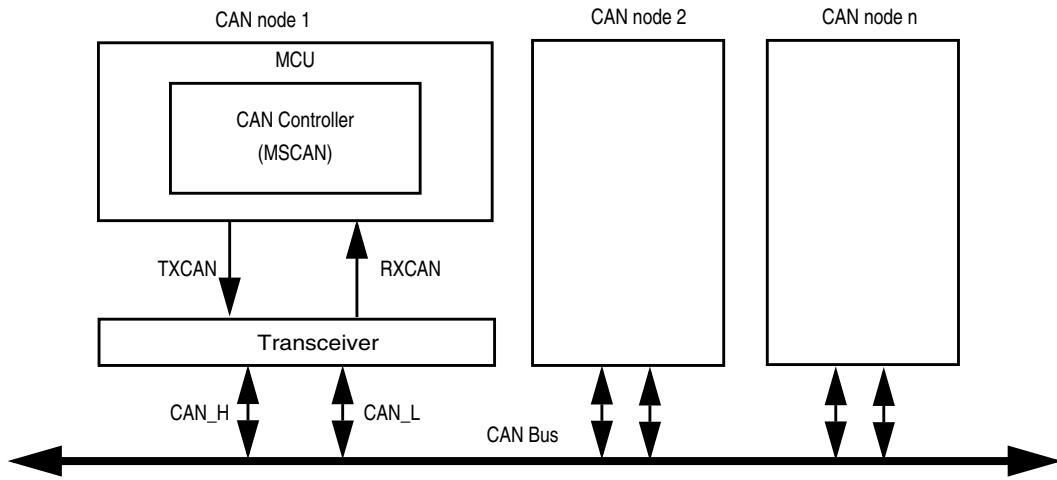 CAN node 1
CAN node 2
CAN node n
MCU
CAN Controller
(MSCAN)
TXCAN
RXCAN
Transceiver
CAN_H
CAN_L
CAN Bus